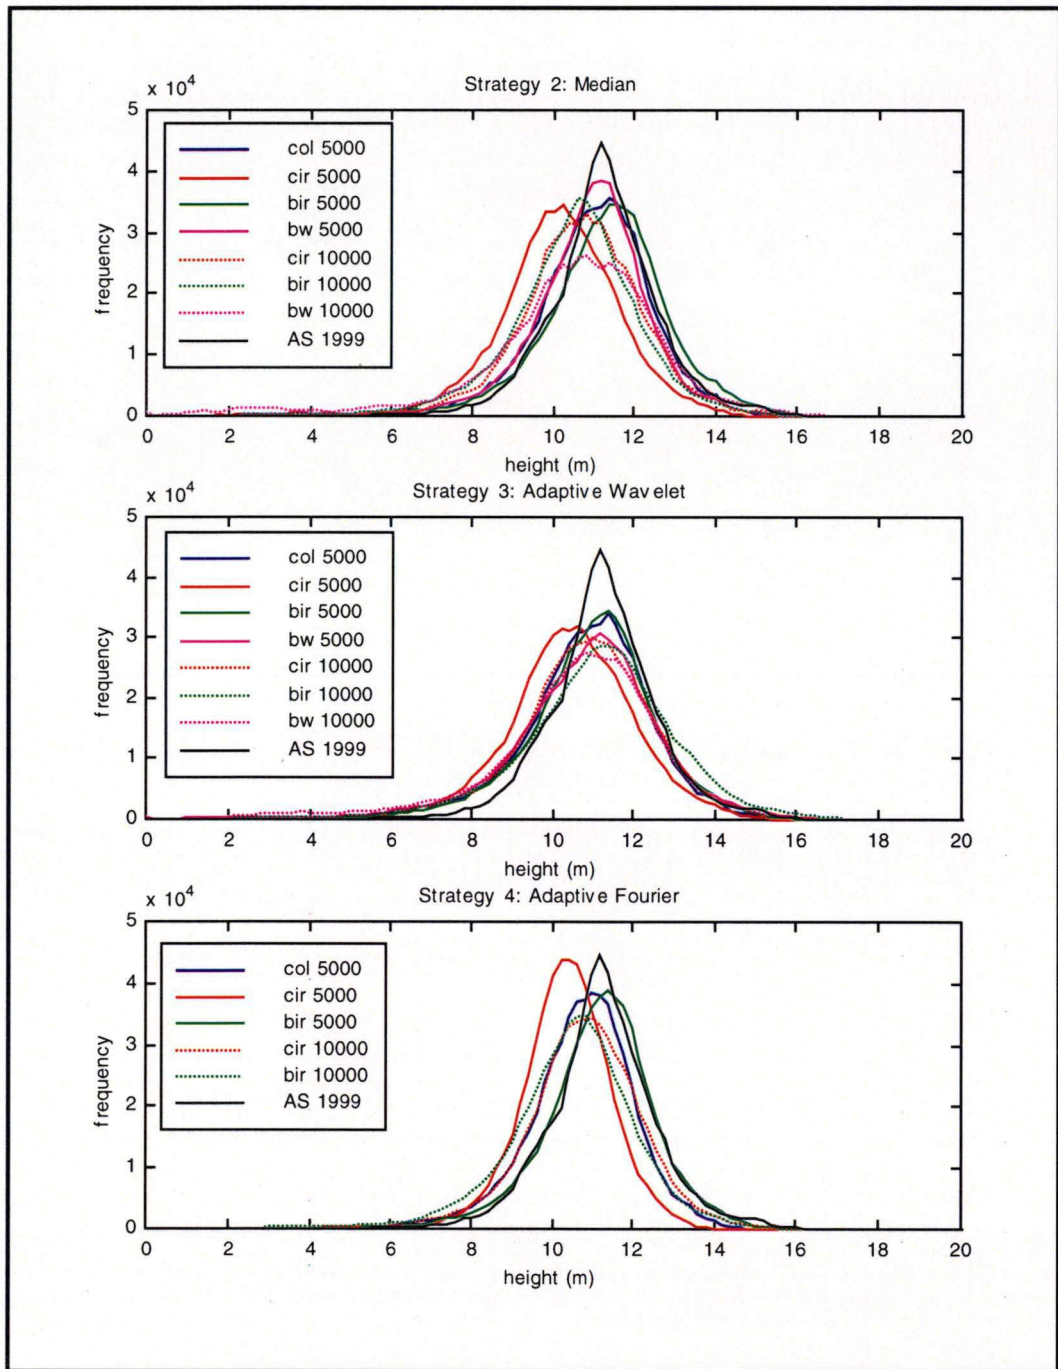 Strategy 2: Median
x 10^4
5
4
3
2
1
0
frequency
col 5000
cir 5000
bir 5000
bw 5000
cir 10000
bir 10000
bw 10000
AS 1999
0 2 4 6 8 10 12 14 16 18 20
height (m)
Strategy 3: Adaptive Wavelet
x 10^4
5
4
3
2
1
0
frequency
col 5000
cir 5000
bir 5000
bw 5000
cir 10000
bir 10000
bw 10000
AS 1999
0 2 4 6 8 10 12 14 16 18 20
height (m)
Strategy 4: Adaptive Fourier
x 10^4
5
4
3
2
1
0
frequency
col 5000
cir 5000
bir 5000
cir 10000
bir 10000
AS 1999
0 2 4 6 8 10 12 14 16 18 20
height (m)